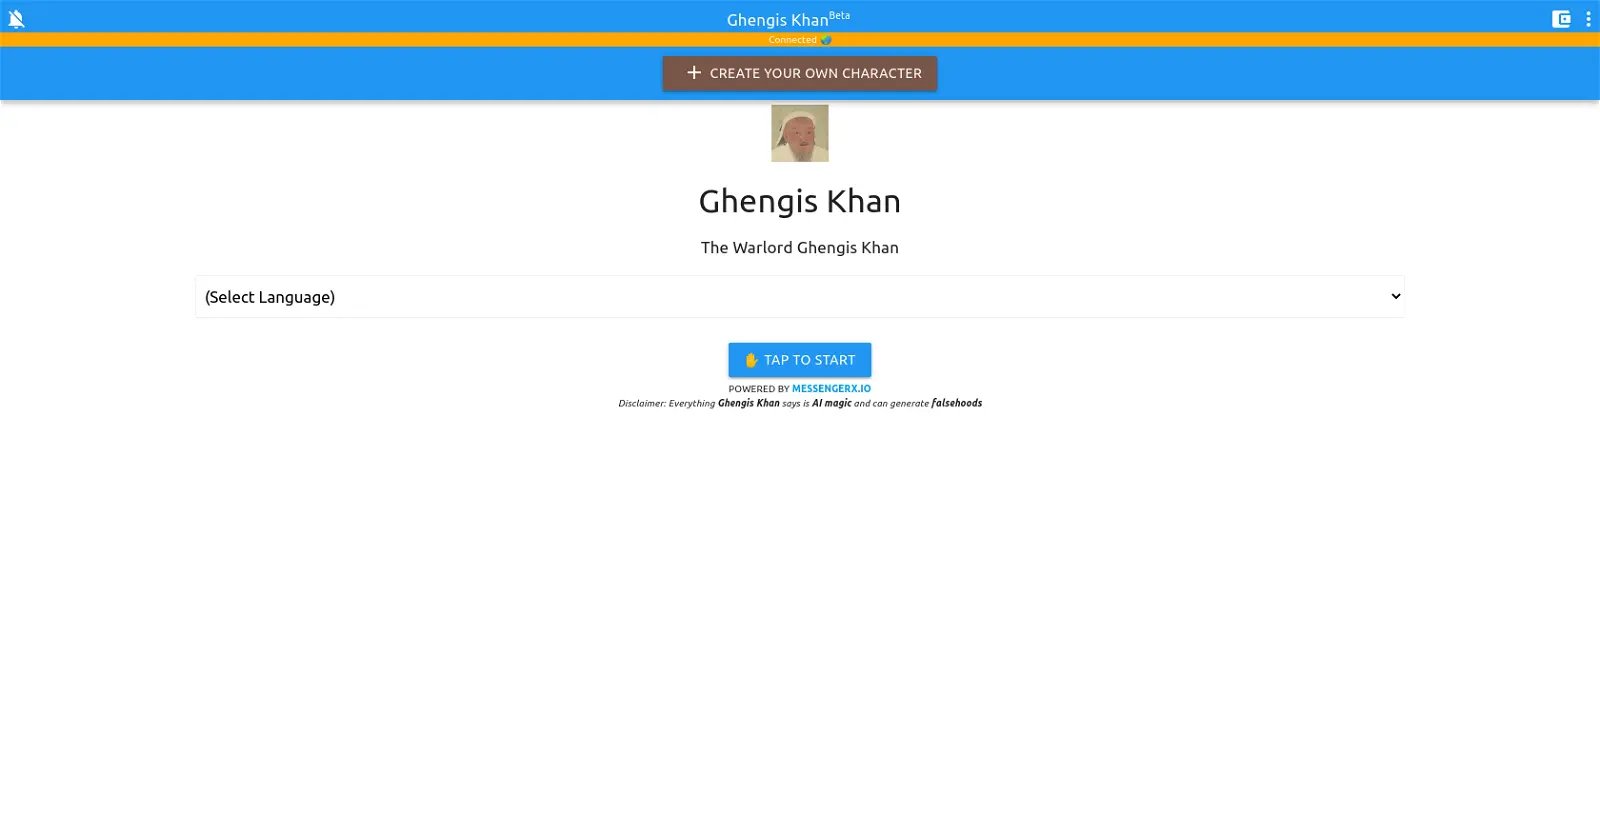 Ghengis Khan Beta
Connected
CREATE YOUR OWN CHARACTER
Ghengis Khan
The Warlord Ghengis Khan
(Select Language)
TAP TO START
POWERED BY MESSENGERX.IO
Disclaimer: Everything Ghengis Khan says is AI magic and can generate falsehoods